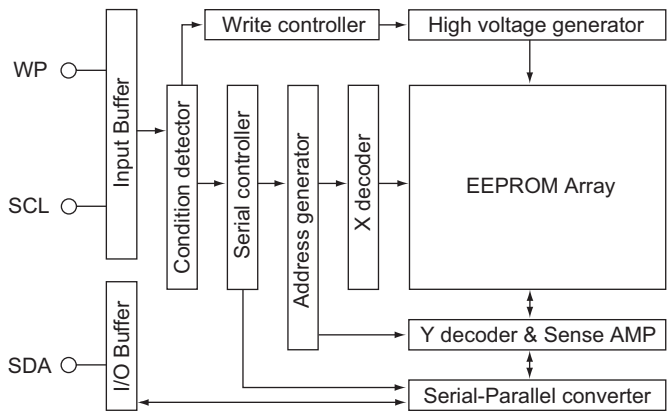 Write controller
High voltage generator
WP
SCL
SDA
Input Buffer
I/O Buffer
Condition detector
Serial controller
Address generator
X decoder
EEPROM Array
Y decoder & Sense AMP
Serial-Parallel converter